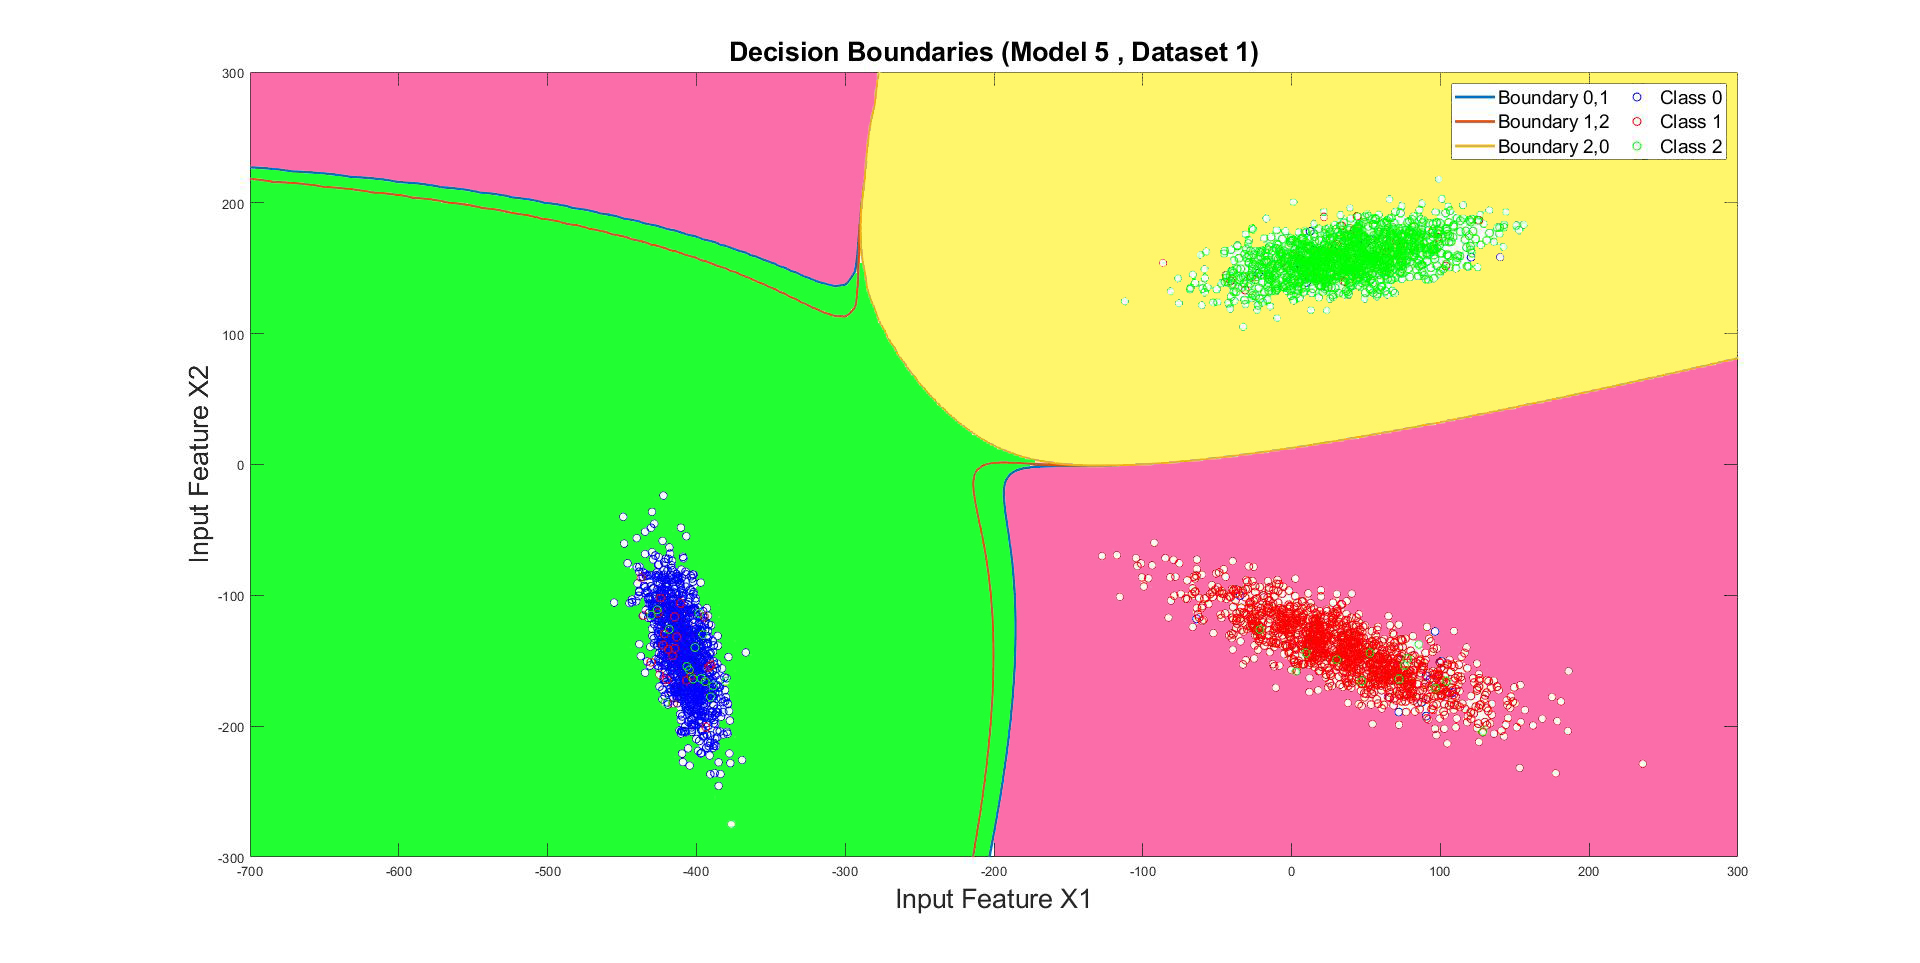 Decision Boundaries (Model 5 , Dataset 1)
300
200
100
0
-100
-200
-300
Input Feature X2
Boundary 0,1 Class 0
Boundary 1,2 Class 1
Boundary 2,0 Class 2
-700 -600 -500 -400 -300 -200 -100 0 100 200 300
Input Feature X1